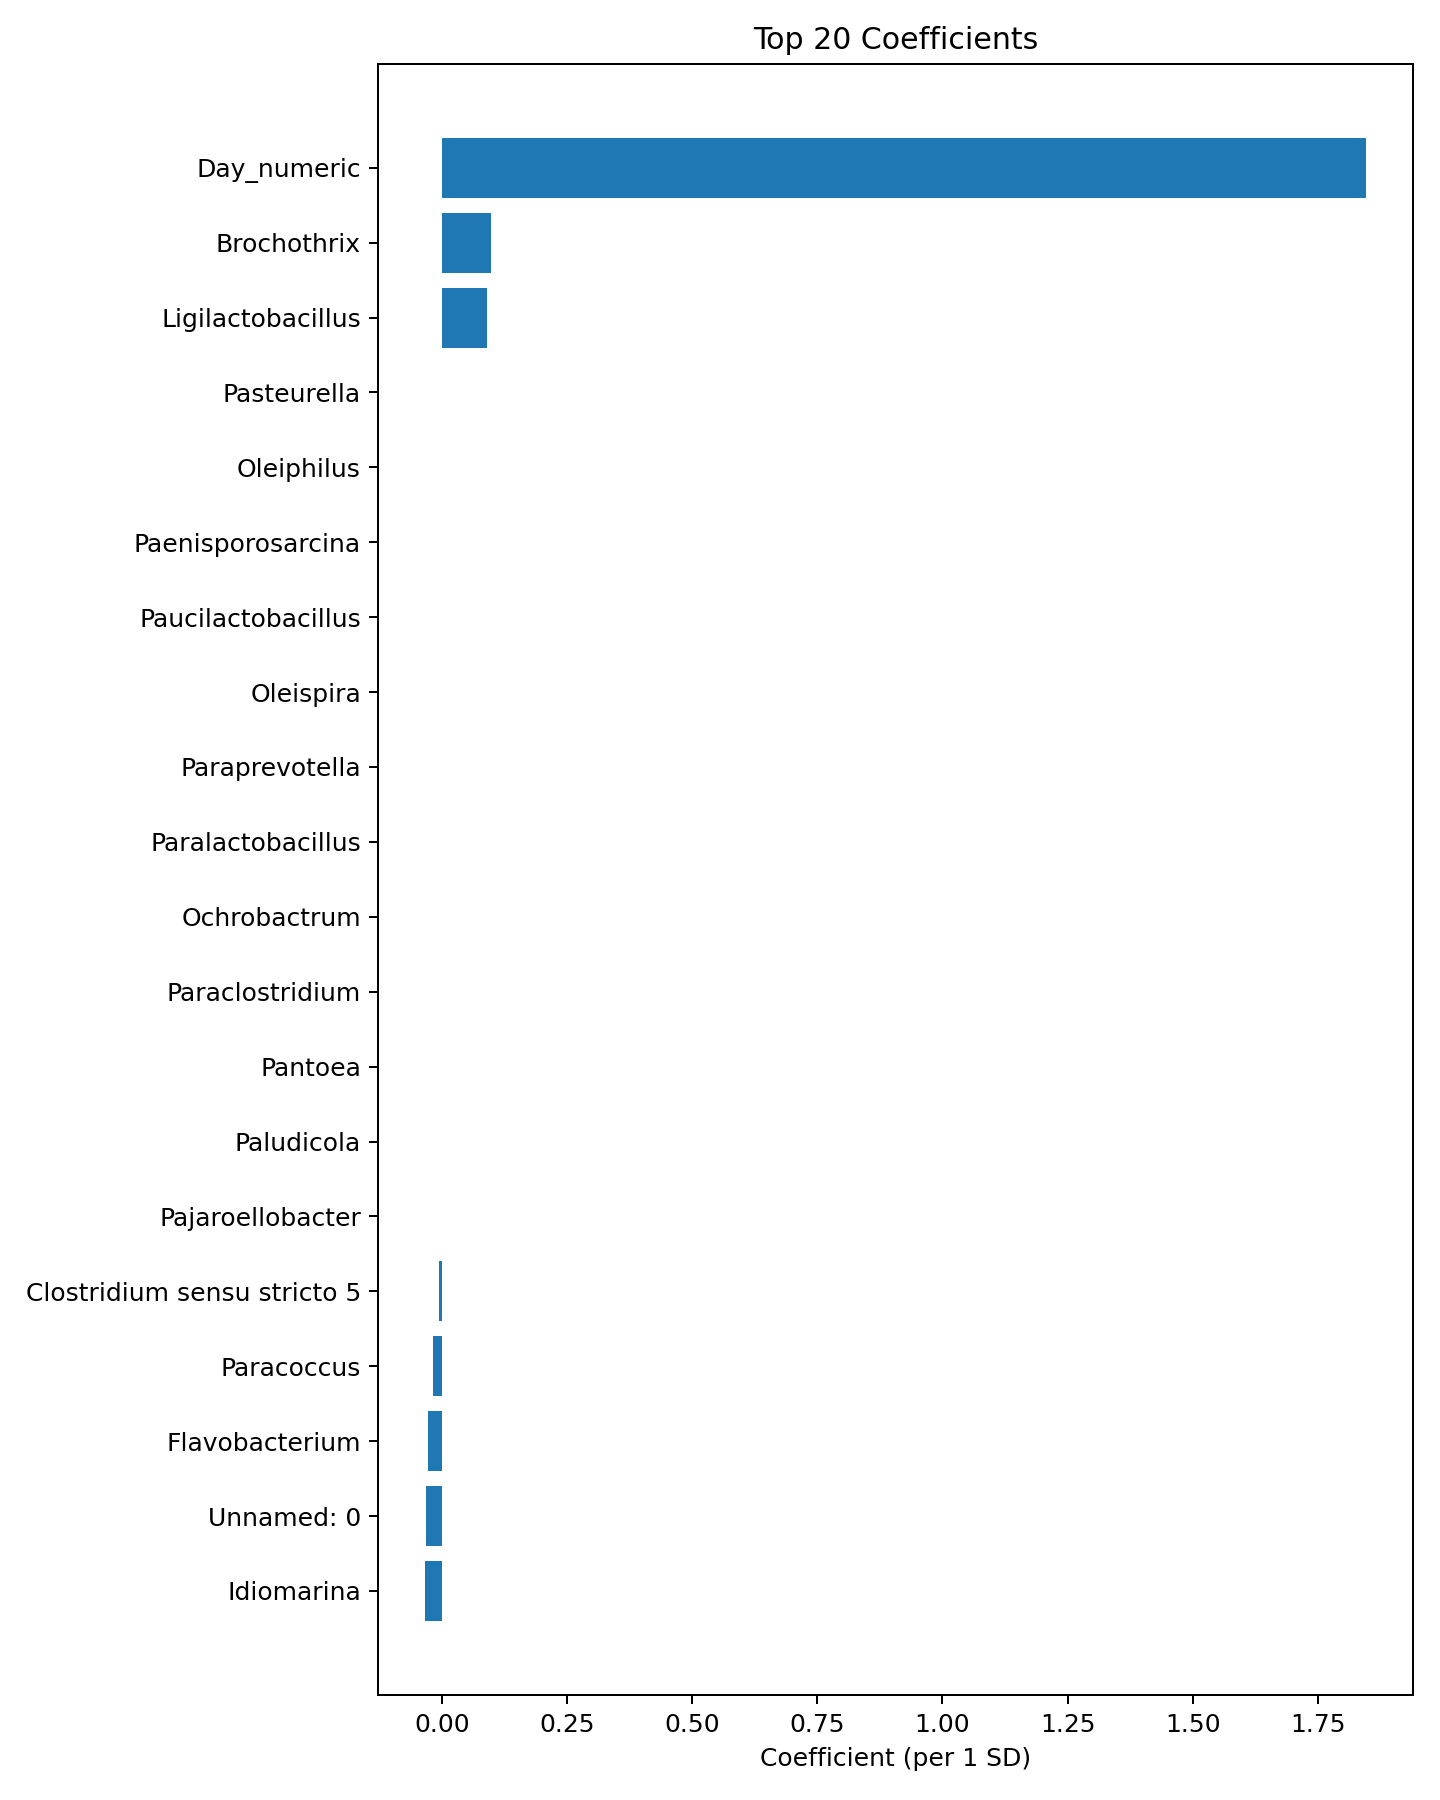 Top 20 Coefficients
Day_numeric
Brochothrix
Ligilactobacillus
Pasteurella
Oleiphilus
Paenisporosarcina
Paucilactobacillus
Oleispira
Paraprevotella
Paralactobacillus
Ochrobactrum
Paraclostridium
Pantoea
Paludicola
Pajaroellobacter
Clostridium sensu stricto 5
Paracoccus
Flavobacterium
Unnamed: 0
Idiomarina
0.00 0.25 0.50 0.75 1.00 1.25 1.50 1.75
Coefficient (per 1 SD)